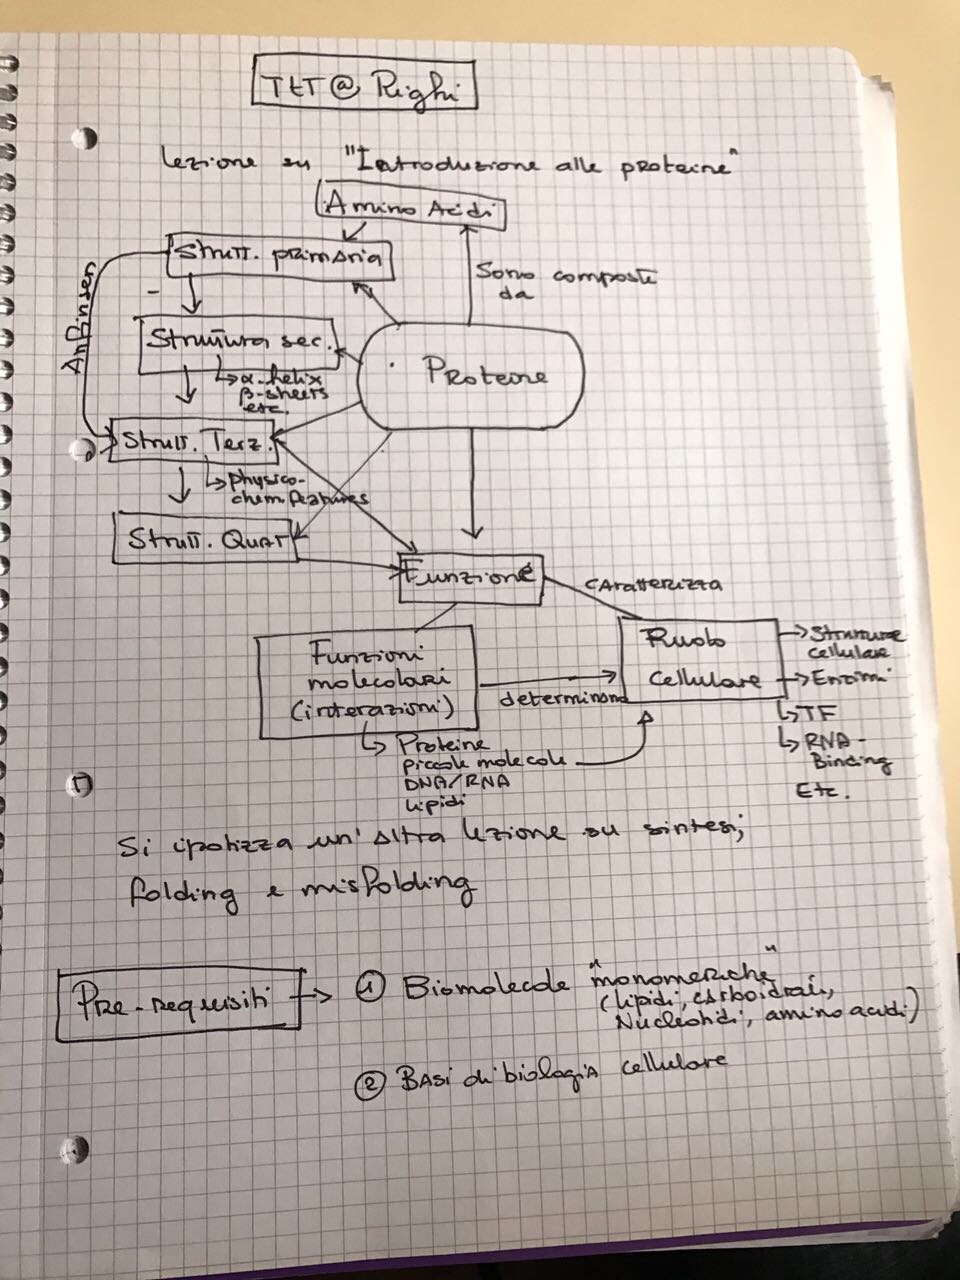 TtT @ Righi
lezione su "Introduzione alle proteine"
Amino Acidi
Strutt. primaria
Sono composte
da
Anfinsen
Struttura sec.
α-helix
β-sheets
etc.
Proteine
Strutt. Terz.
physico-
chem. features
Strutt. Quat
Funzione
caratterizza
Funzioni
molecolari
(interazioni)
determinano
Ruolo
cellulare
Strutture
cellulare
Enzimi
TF
RNA-
Binding
Etc.
Proteine
piccole molecole
DNA/RNA
Lipidi
Si ipotizza un'altra lezione su sintesi,
folding e misfolding
Pre-requisiti
① Biomolecole "monomeriche"
(lipidi, carboidrati,
Nucleotidi, amino acidi)
② Basi di biologia cellulare